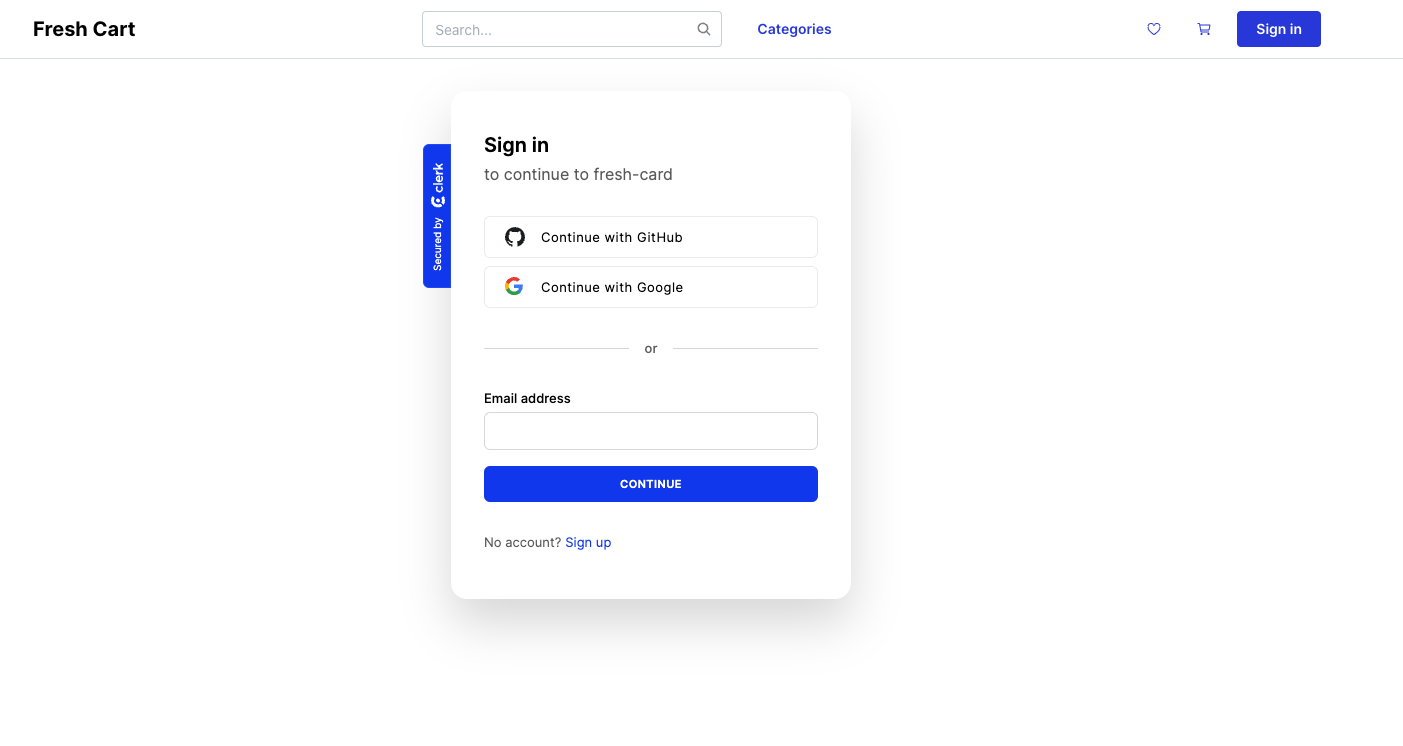 Fresh Cart
Search...
Categories
Sign in
Sign in
to continue to fresh-card
Secured by clerk
Continue with GitHub
Continue with Google
or
Email address
CONTINUE
No account? Sign up